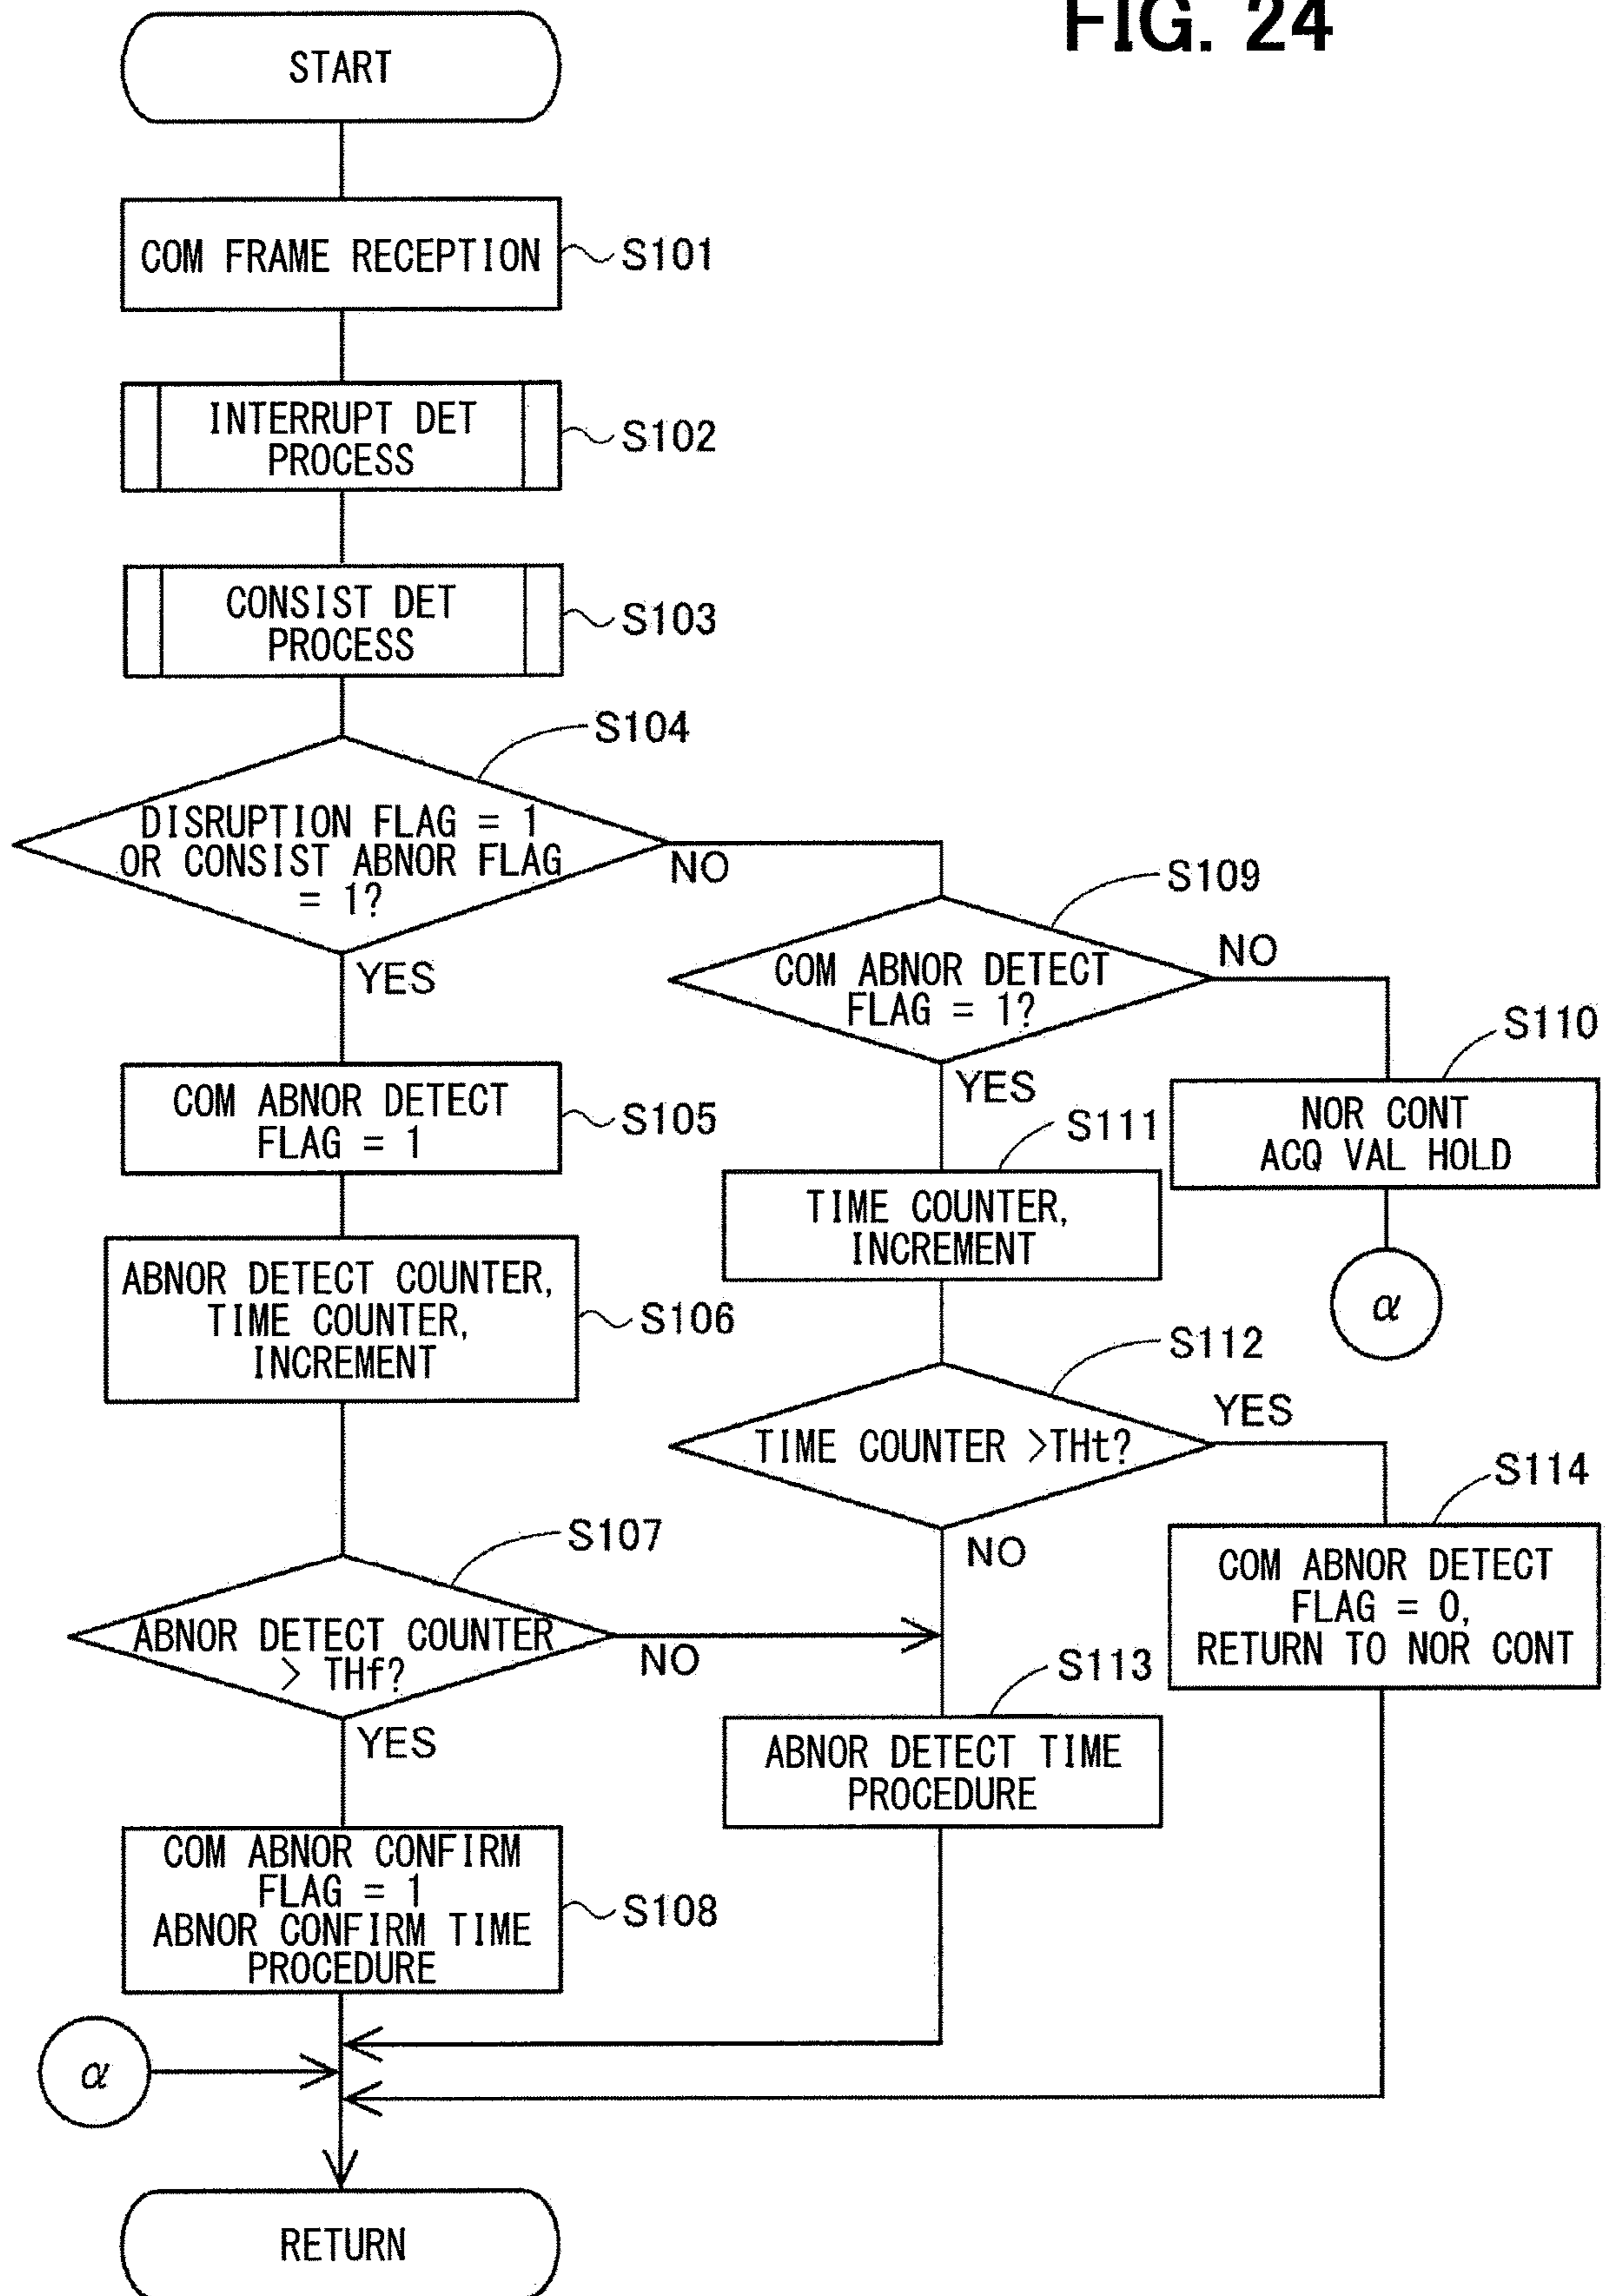 FIG. 24
START
COM FRAME RECEPTION
S101
INTERRUPT DET
PROCESS
S102
CONSIST DET
PROCESS
S103
S104
DISRUPTION FLAG = 1
OR CONSIST ABNOR FLAG
= 1?
NO
YES
S109
COM ABNOR DETECT
FLAG = 1?
NO
YES
S110
NOR CONT
ACQ VAL HOLD
α
COM ABNOR DETECT
FLAG = 1
S105
S111
TIME COUNTER,
INCREMENT
ABNOR DETECT COUNTER,
TIME COUNTER,
INCREMENT
S106
S112
TIME COUNTER >THt?
YES
NO
S114
COM ABNOR DETECT
FLAG = 0,
RETURN TO NOR CONT
S107
ABNOR DETECT COUNTER
> THf?
NO
YES
S113
ABNOR DETECT TIME
PROCEDURE
COM ABNOR CONFIRM
FLAG = 1
ABNOR CONFIRM TIME
PROCEDURE
S108
α
RETURN